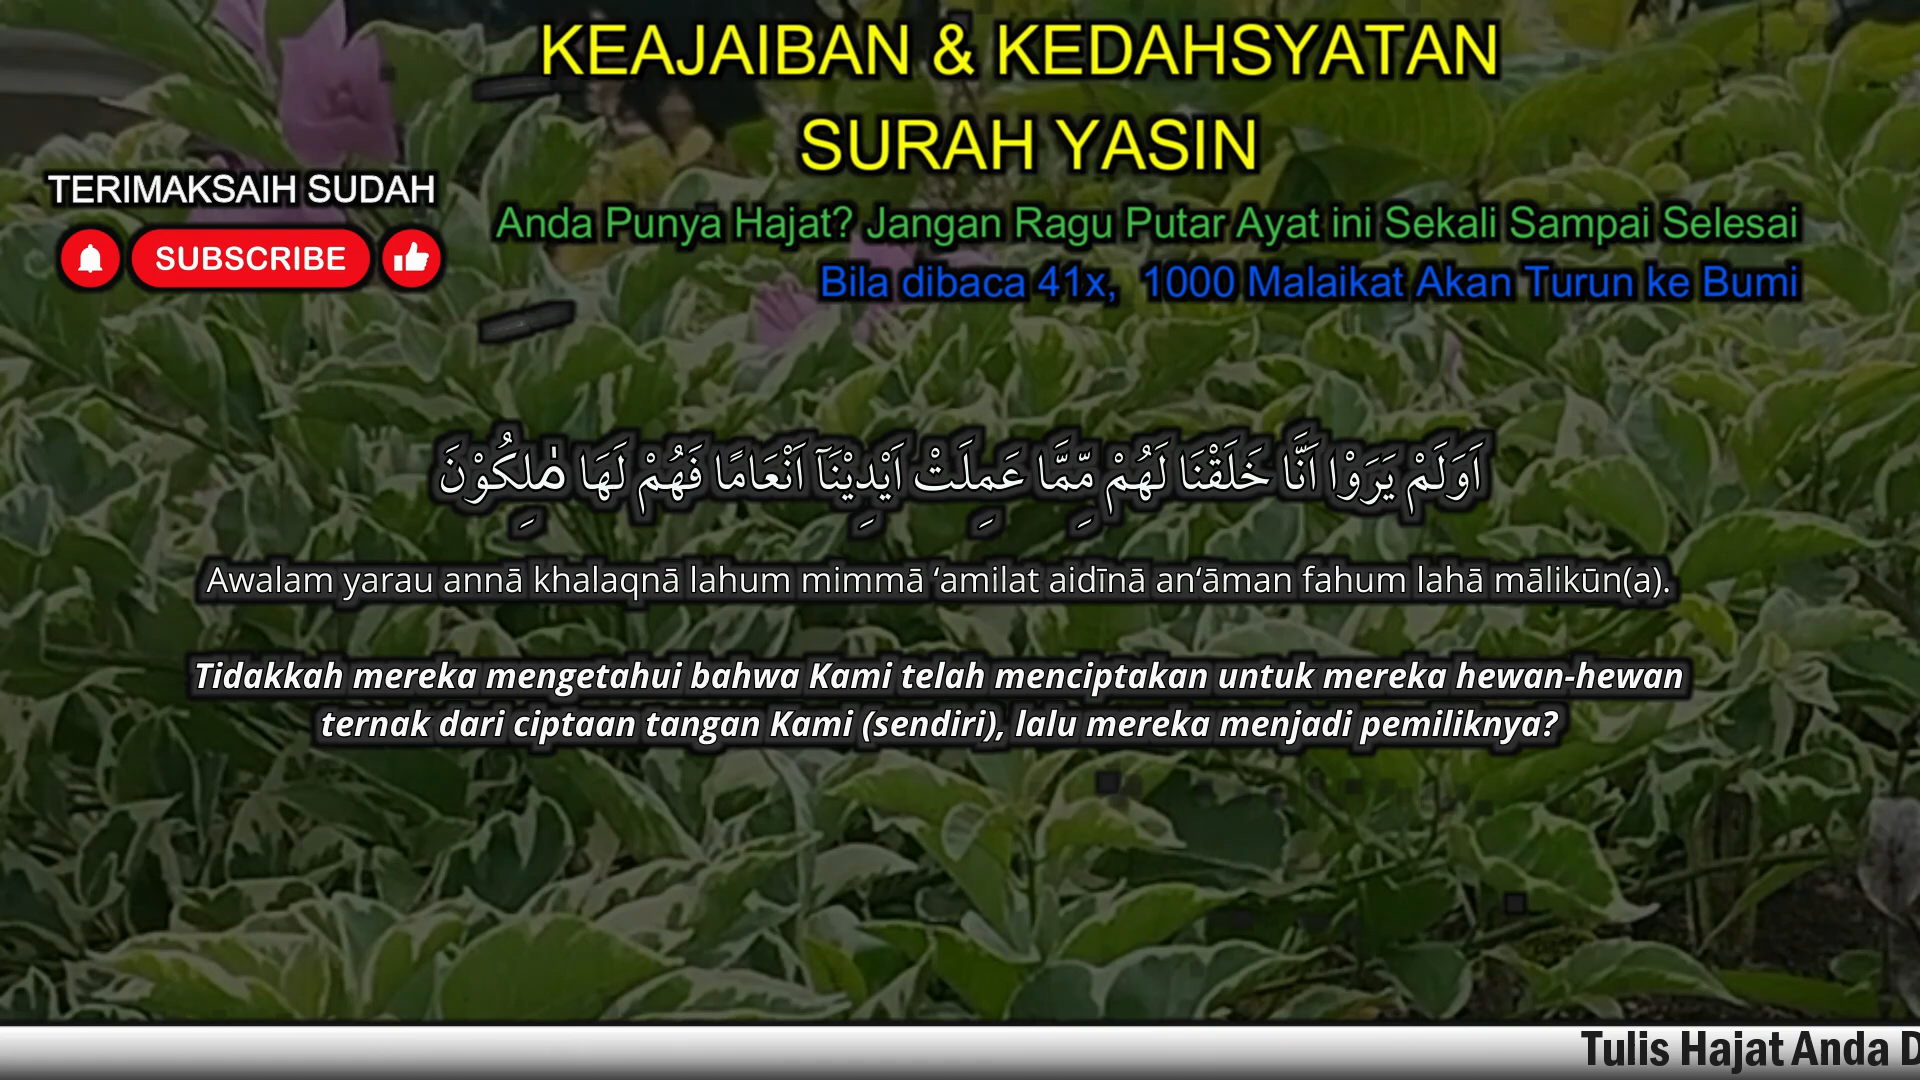 KEAJAIBAN & KEDAHSYATAN
SURAH YASIN
TERIMAKSAIH SUDAH
SUBSCRIBE
Anda Punya Hajat? Jangan Ragu Putar Ayat ini Sekali Sampai Selesai
Bila dibaca 41x, 1000 Malaikat Akan Turun ke Bumi
اَوَلَمْ يَرَوْا اَنَّا خَلَقْنَا لَهُمْ مِّمَّا عَمِلَتْ اَيْدِيْنَآ اَنْعَامًا فَهُمْ لَهَا مٰلِكُوْنَ
Awalam yarau annā khalaqnā lahum mimmā ‘amilat aidīnā an‘āman fahum lahā mālikūn(a).
Tidakkah mereka mengetahui bahwa Kami telah menciptakan untuk mereka hewan-hewan
ternak dari ciptaan tangan Kami (sendiri), lalu mereka menjadi pemiliknya?
Tulis Hajat Anda D